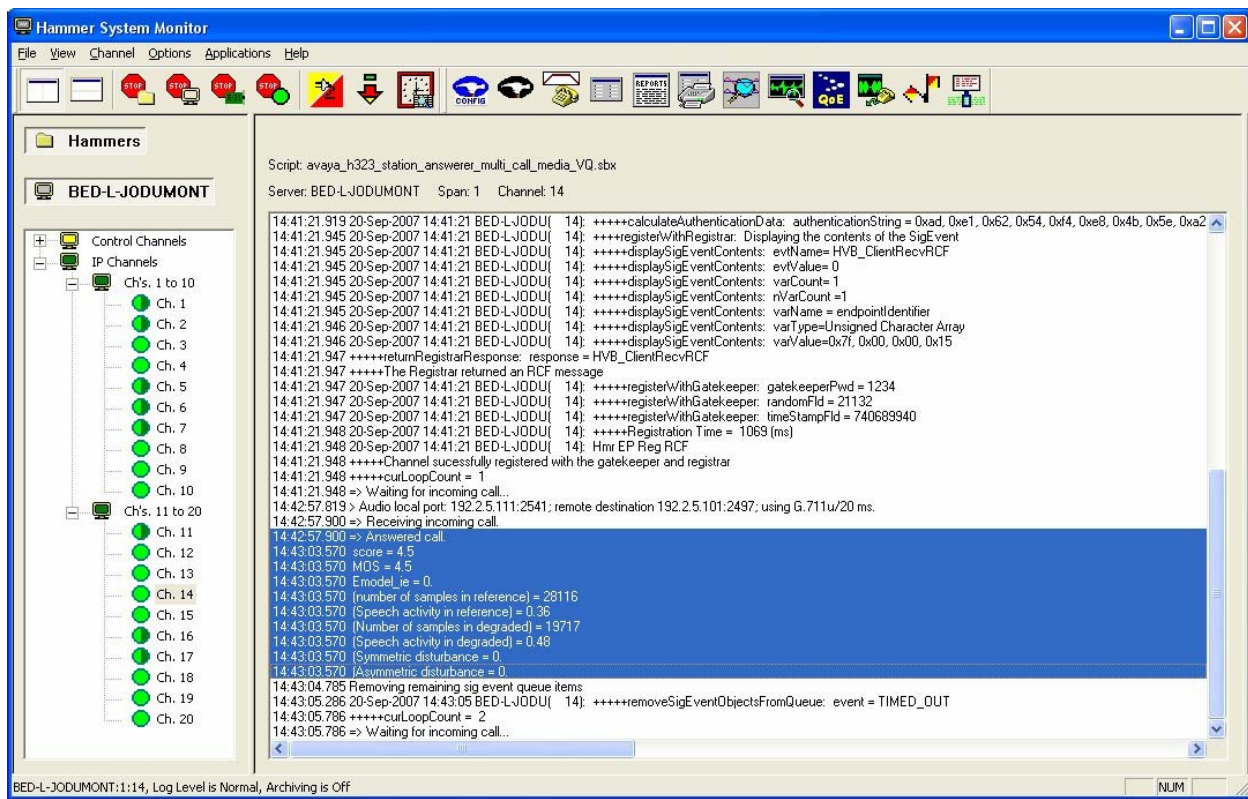 Hammer System Monitor
File View Channel Options Applications Help
STOP STOP STOP STOP CONFIG REPORTS QoE
Hammers
BED-L-JODUMONT
Control Channels
IP Channels
Ch's. 1 to 10
Ch. 1
Ch. 2
Ch. 3
Ch. 4
Ch. 5
Ch. 6
Ch. 7
Ch. 8
Ch. 9
Ch. 10
Ch's. 11 to 20
Ch. 11
Ch. 12
Ch. 13
Ch. 14
Ch. 15
Ch. 16
Ch. 17
Ch. 18
Ch. 19
Ch. 20
Script: avaya_h323_station_answerer_multi_call_media_VQ.sbx
Server: BED-L-JODUMONT Span: 1 Channel: 14
14:41:21.919 20-Sep-2007 14:41:21 BED-L-JODU( 14): +++++calculateAuthenticationData: authenticationString = 0xad, 0xe1, 0x62, 0x54, 0xf4, 0xe8, 0x4b, 0x5e, 0xa2
14:41:21.945 20-Sep-2007 14:41:21 BED-L-JODU( 14): ++++registerWithRegistrar: Displaying the contents of the SigEvent
14:41:21.945 20-Sep-2007 14:41:21 BED-L-JODU( 14): +++++displaySigEventContents: evtName= HVB_ClientRecvRCF
14:41:21.945 20-Sep-2007 14:41:21 BED-L-JODU( 14): +++++displaySigEventContents: evtValue= 0
14:41:21.945 20-Sep-2007 14:41:21 BED-L-JODU( 14): +++++displaySigEventContents: varCount= 1
14:41:21.945 20-Sep-2007 14:41:21 BED-L-JODU( 14): +++++displaySigEventContents: nVarCount =1
14:41:21.945 20-Sep-2007 14:41:21 BED-L-JODU( 14): +++++displaySigEventContents: varName = endpointIdentifier
14:41:21.946 20-Sep-2007 14:41:21 BED-L-JODU( 14): +++++displaySigEventContents: varType=Unsigned Character Array
14:41:21.946 20-Sep-2007 14:41:21 BED-L-JODU( 14): +++++displaySigEventContents: varValue=0x7f, 0x00, 0x00, 0x15
14:41:21.947 +++++returnRegistrarResponse: response = HVB_ClientRecvRCF
14:41:21.947 +++++The Registrar returned an RCF message
14:41:21.947 20-Sep-2007 14:41:21 BED-L-JODU( 14): +++++registerWithGatekeeper: gatekeeperPwd = 1234
14:41:21.947 20-Sep-2007 14:41:21 BED-L-JODU( 14): +++++registerWithGatekeeper: randomFld = 21132
14:41:21.947 20-Sep-2007 14:41:21 BED-L-JODU( 14): +++++registerWithGatekeeper: timeStampFld = 740689940
14:41:21.948 20-Sep-2007 14:41:21 BED-L-JODU( 14): +++++Registration Time = 1069 (ms)
14:41:21.948 20-Sep-2007 14:41:21 BED-L-JODU( 14): Hmr EP Reg RCF
14:41:21.948 +++++Channel sucessfully registered with the gatekeeper and registrar
14:41:21.948 +++++curLoopCount = 1
14:41:21.948 => Waiting for incoming call...
14:42:57.819 > Audio local port: 192.2.5.111:2541; remote destination 192.2.5.101:2497; using G.711u/20 ms.
14:42:57.900 => Receiving incoming call.
14:42:57.900 => Answered call.
14:43:03.570 score = 4.5
14:43:03.570 MOS = 4.5
14:43:03.570 Emodel_ie = 0.
14:43:03.570 (number of samples in reference) = 28116
14:43:03.570 (Speech activity in reference) = 0.36
14:43:03.570 (Number of samples in degraded) = 19717
14:43:03.570 (Speech activity in degraded) = 0.48
14:43:03.570 (Symmetric disturbance = 0.
14:43:03.570 (Asymmetric disturbance = 0.
14:43:04.785 Removing remaining sig event queue items
14:43:05.286 20-Sep-2007 14:43:05 BED-L-JODU( 14): +++++removeSigEventObjectsFromQueue: event = TIMED_OUT
14:43:05.786 +++++curLoopCount = 2
14:43:05.786 => Waiting for incoming call...
BED-L-JODUMONT:1:14, Log Level is Normal, Archiving is Off
NUM